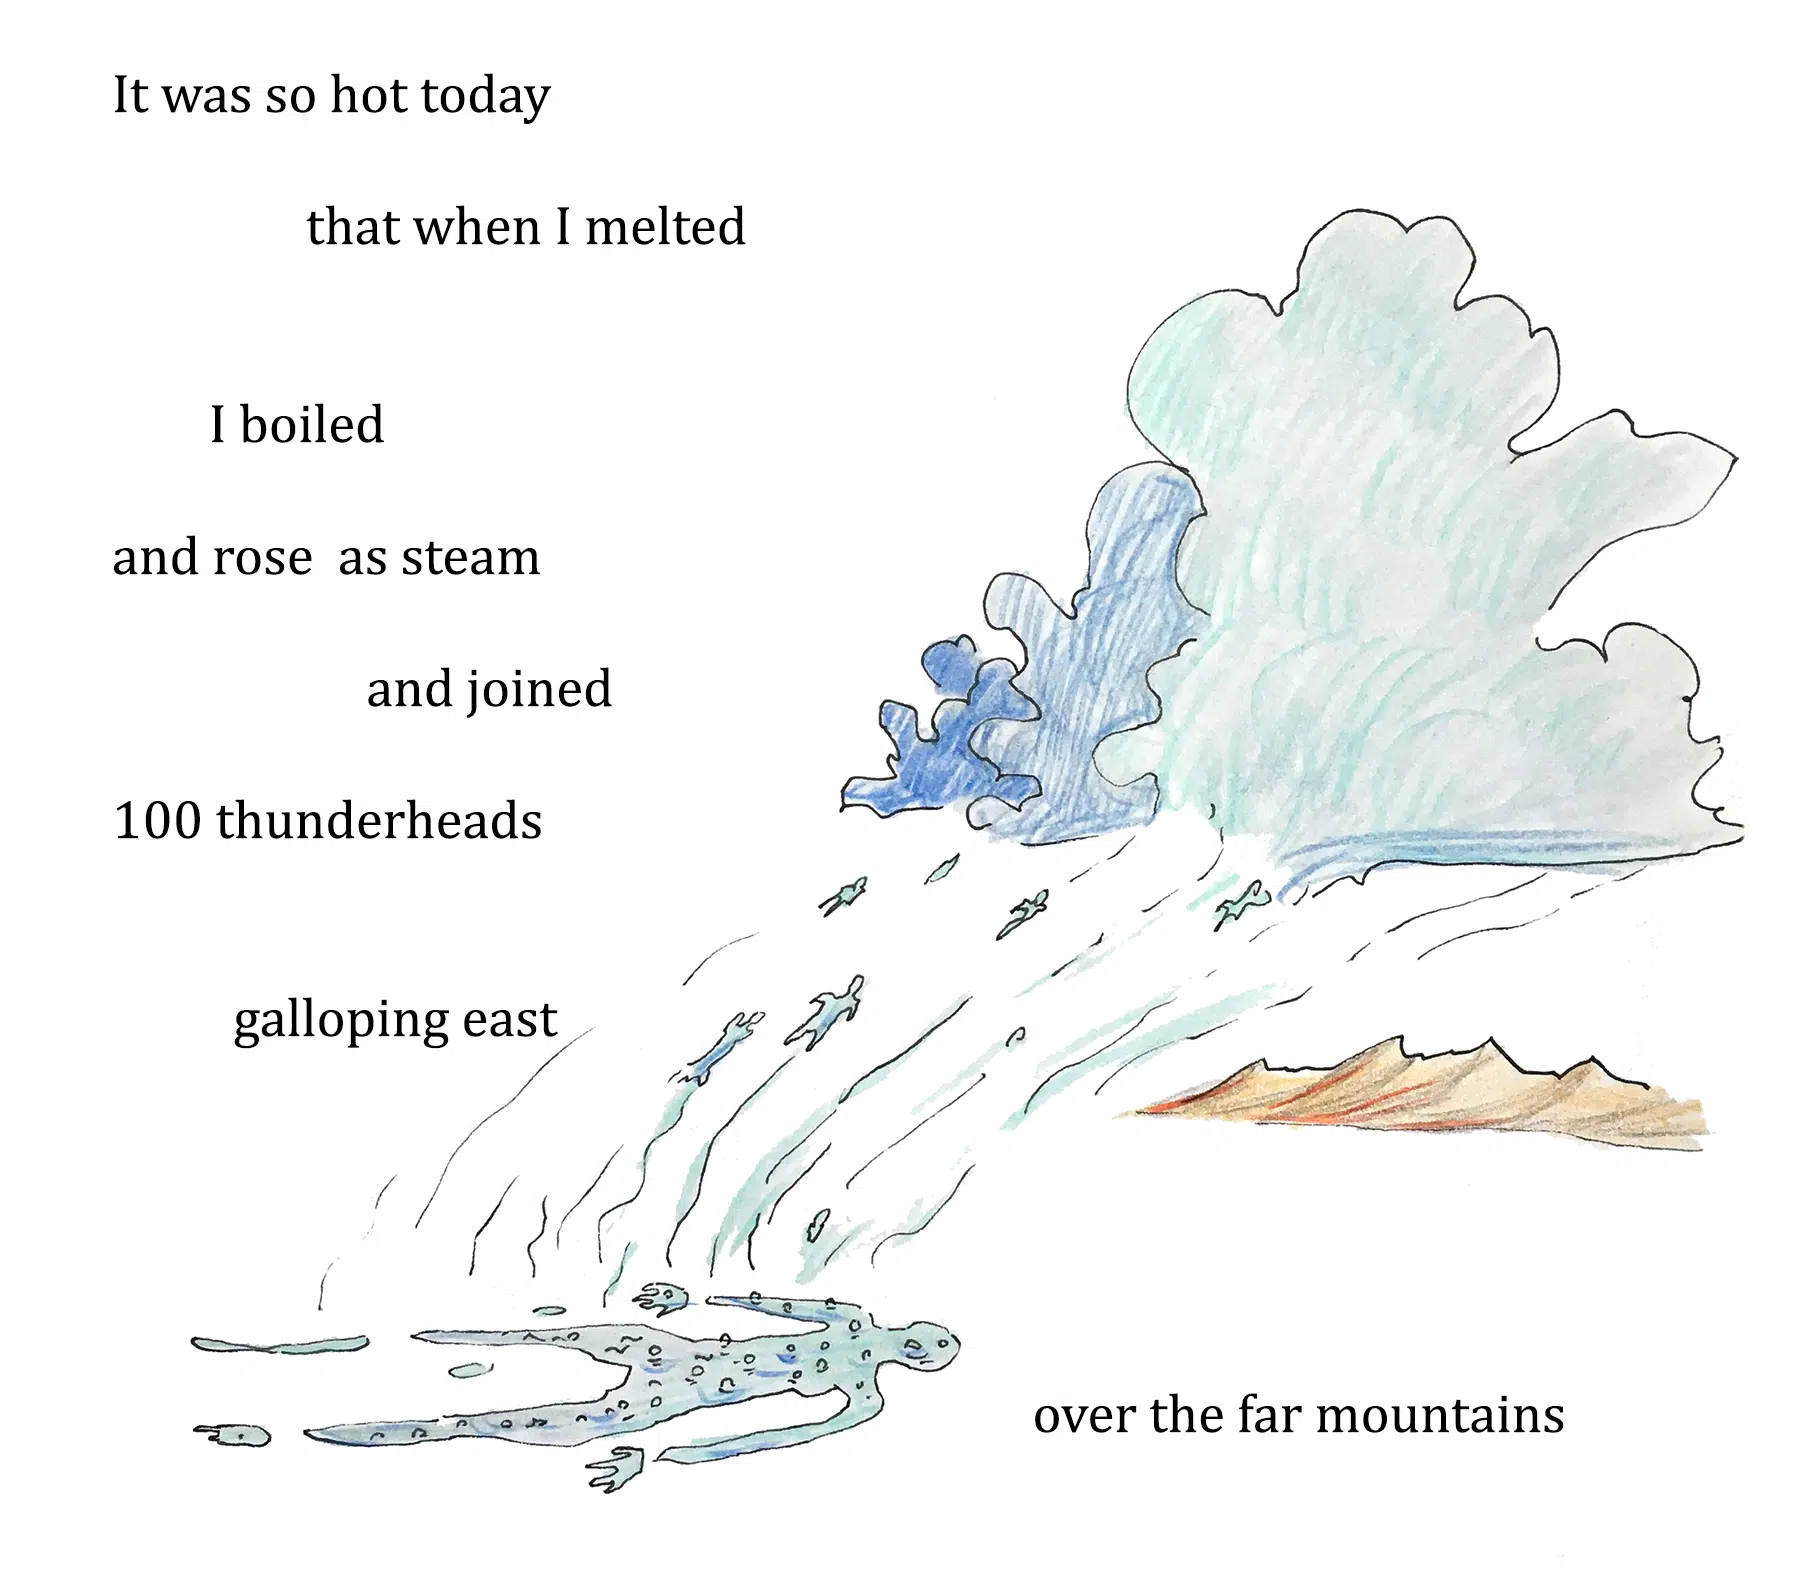 It was so hot today
that when I melted
I boiled
and rose  as steam
and joined
100 thunderheads
galloping east
over the far mountains